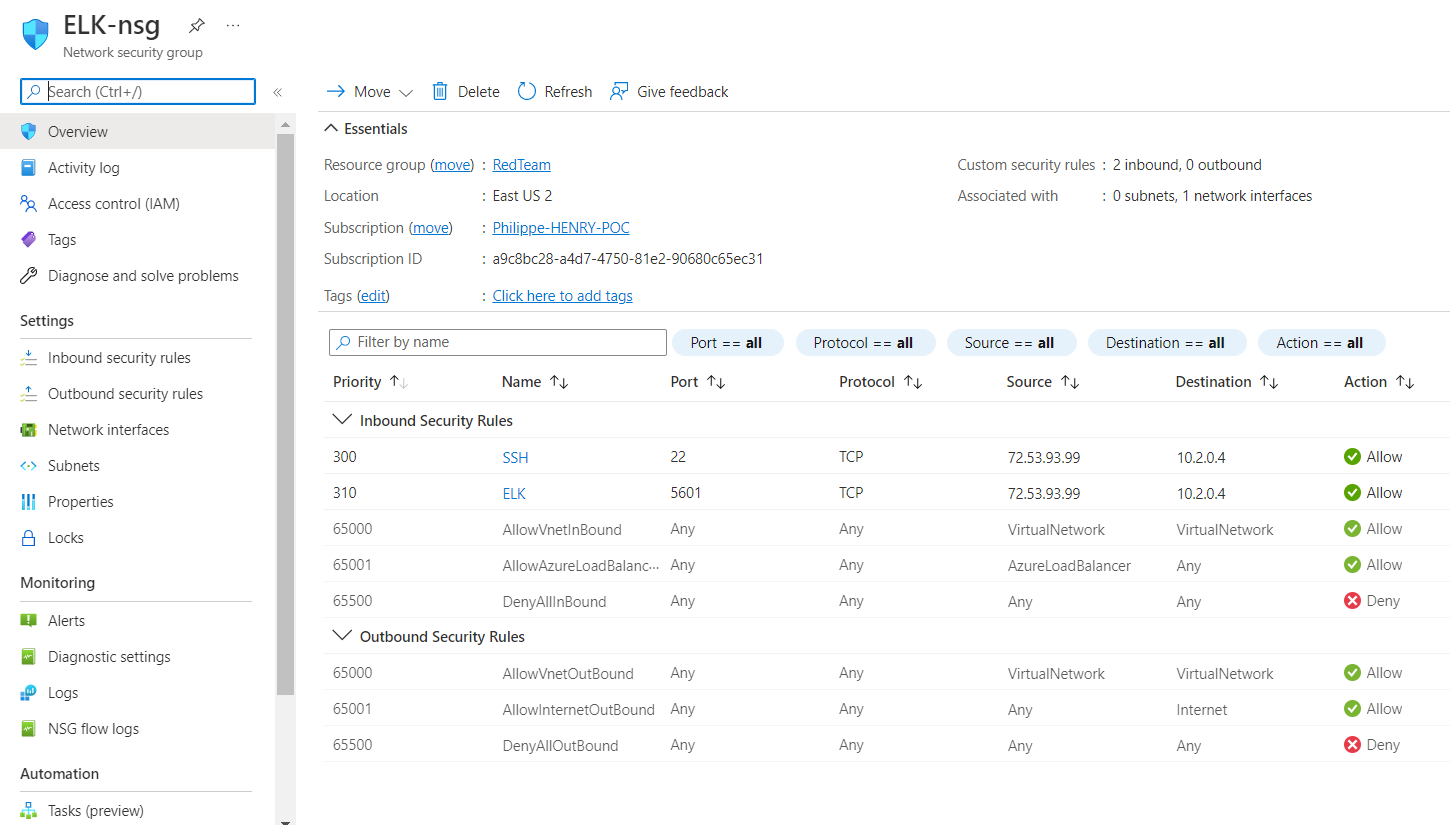 ELK-nsg
Network security group
Search (Ctrl+/)
Overview
Activity log
Access control (IAM)
Tags
Diagnose and solve problems
Settings
Inbound security rules
Outbound security rules
Network interfaces
Subnets
Properties
Locks
Monitoring
Alerts
Diagnostic settings
Logs
NSG flow logs
Automation
Tasks (preview)
Move Delete Refresh Give feedback
Essentials
Resource group (move) : RedTeam
Location : East US 2
Subscription (move) : Philippe-HENRY-POC
Subscription ID : a9c8bc28-a4d7-4750-81e2-90680c65ec31
Tags (edit) : Click here to add tags
Custom security rules : 2 inbound, 0 outbound
Associated with : 0 subnets, 1 network interfaces
Filter by name Port == all Protocol == all Source == all Destination == all Action == all
Priority Name Port Protocol Source Destination Action
Inbound Security Rules
300 SSH 22 TCP 72.53.93.99 10.2.0.4 Allow
310 ELK 5601 TCP 72.53.93.99 10.2.0.4 Allow
65000 AllowVnetInBound Any Any VirtualNetwork VirtualNetwork Allow
65001 AllowAzureLoadBalanc··· Any Any AzureLoadBalancer Any Allow
65500 DenyAllInBound Any Any Any Any Deny
Outbound Security Rules
65000 AllowVnetOutBound Any Any VirtualNetwork VirtualNetwork Allow
65001 AllowInternetOutBound Any Any Any Internet Allow
65500 DenyAllOutBound Any Any Any Any Deny